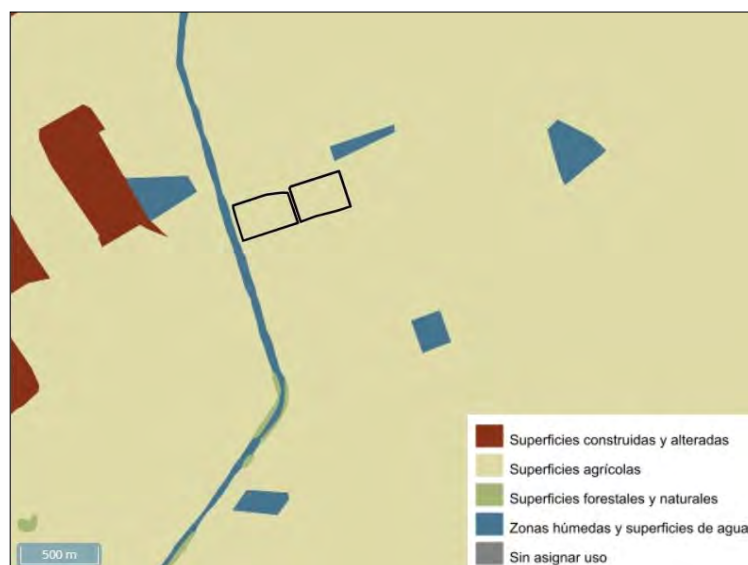 Superficies construidas y alteradas
Superficies agrícolas
Superficies forestales y naturales
Zonas húmedas y superficies de agua
Sin asignar uso
500 m